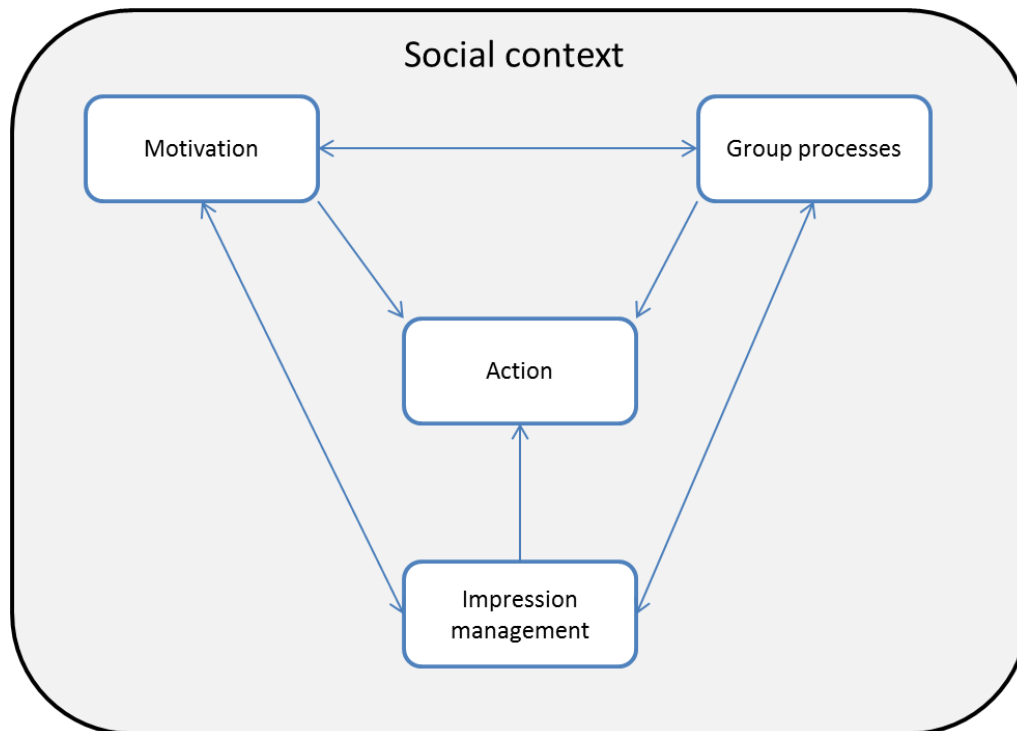 Social context
Motivation
Group processes
Action
Impression
management